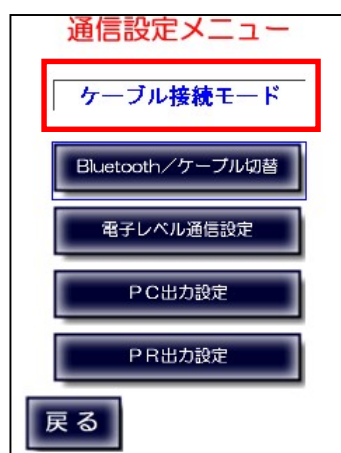 通信設定メニュー
ケーブル接続モード
Bluetooth／ケーブル切替
電子レベル通信設定
ＰＣ出力設定
ＰＲ出力設定
戻る